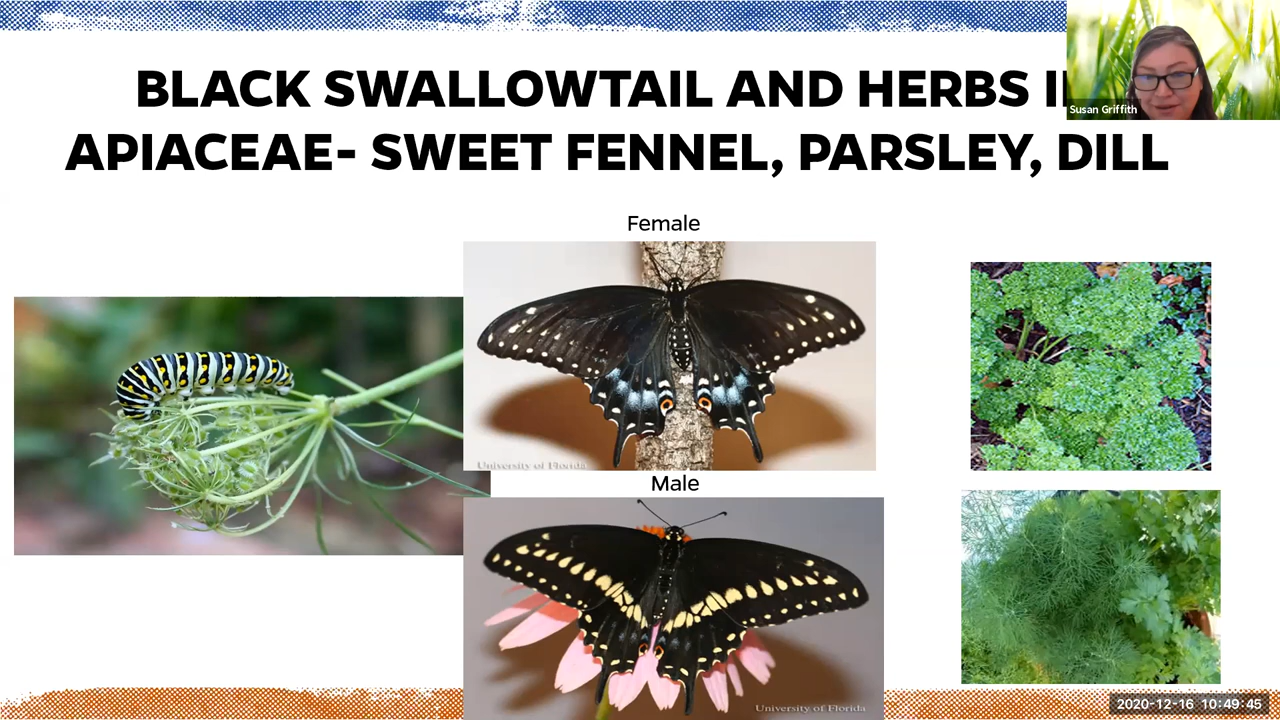 BLACK SWALLOWTAIL AND HERBS
APIACEAE- SWEET FENNEL, PARSLEY, DILL
Susan Griffith
Female
University of Florida
Male
University of Florida
2020-12-16 10:49:45